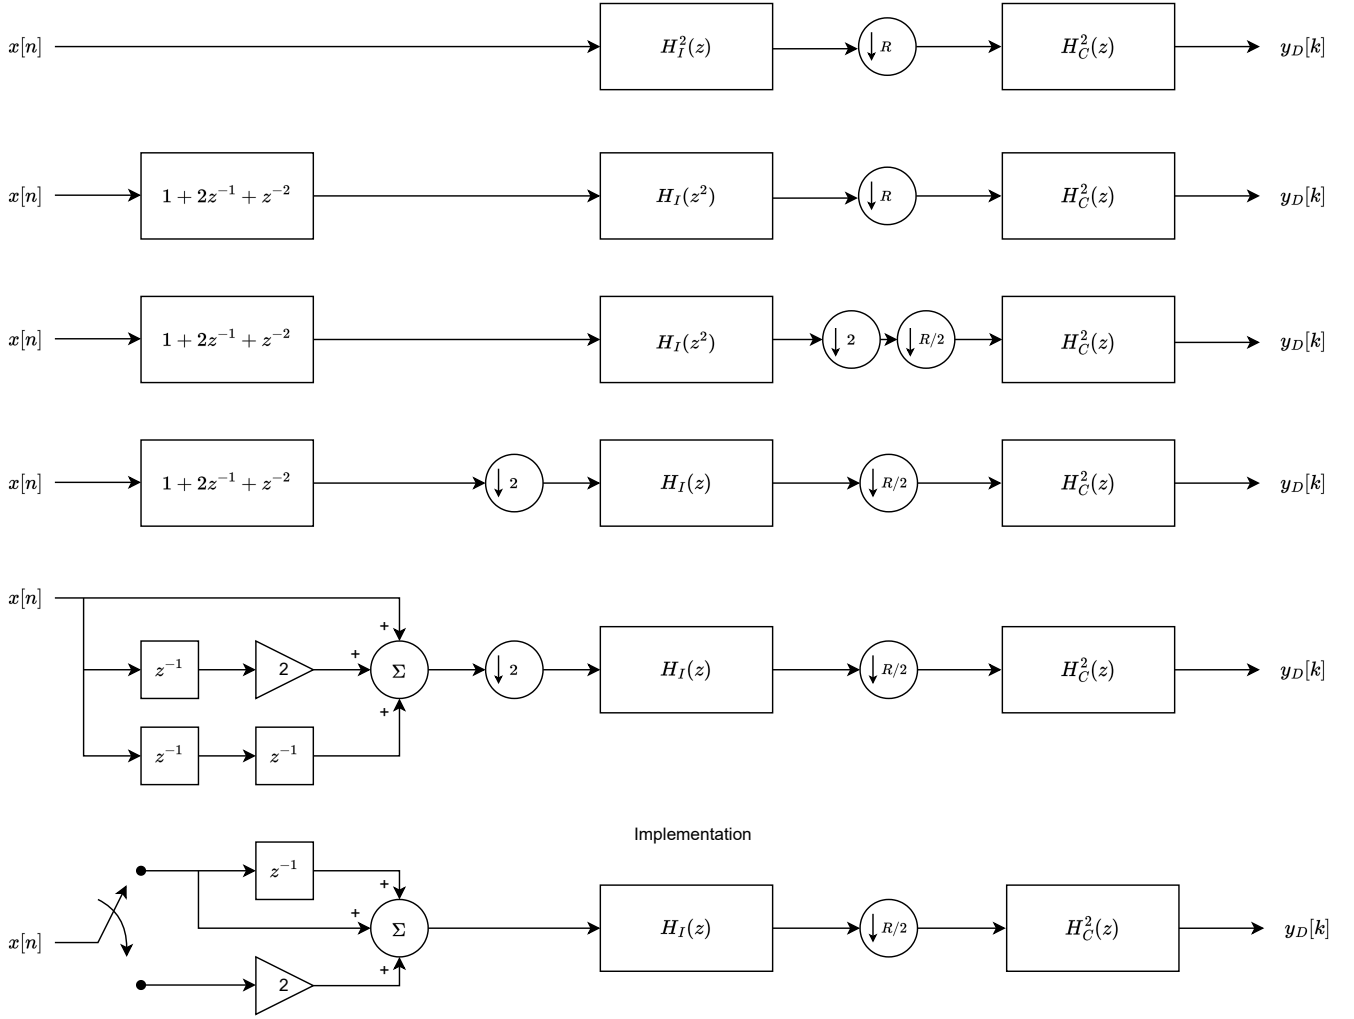 x[n] H_I^2(z) ↓ R H_C^2(z) y_D[k]
x[n] 1 + 2z^{-1} + z^{-2} H_I(z^2) ↓ R H_C^2(z) y_D[k]
x[n] 1 + 2z^{-1} + z^{-2} H_I(z^2) ↓ 2 ↓ R/2 H_C^2(z) y_D[k]
x[n] 1 + 2z^{-1} + z^{-2} ↓ 2 H_I(z) ↓ R/2 H_C^2(z) y_D[k]
x[n]
+
+
z^{-1} 2 Σ ↓ 2 H_I(z) ↓ R/2 H_C^2(z) y_D[k]
+
z^{-1} z^{-1}
Implementation
z^{-1} +
+
x[n] Σ H_I(z) ↓ R/2 H_C^2(z) y_D[k]
+
2